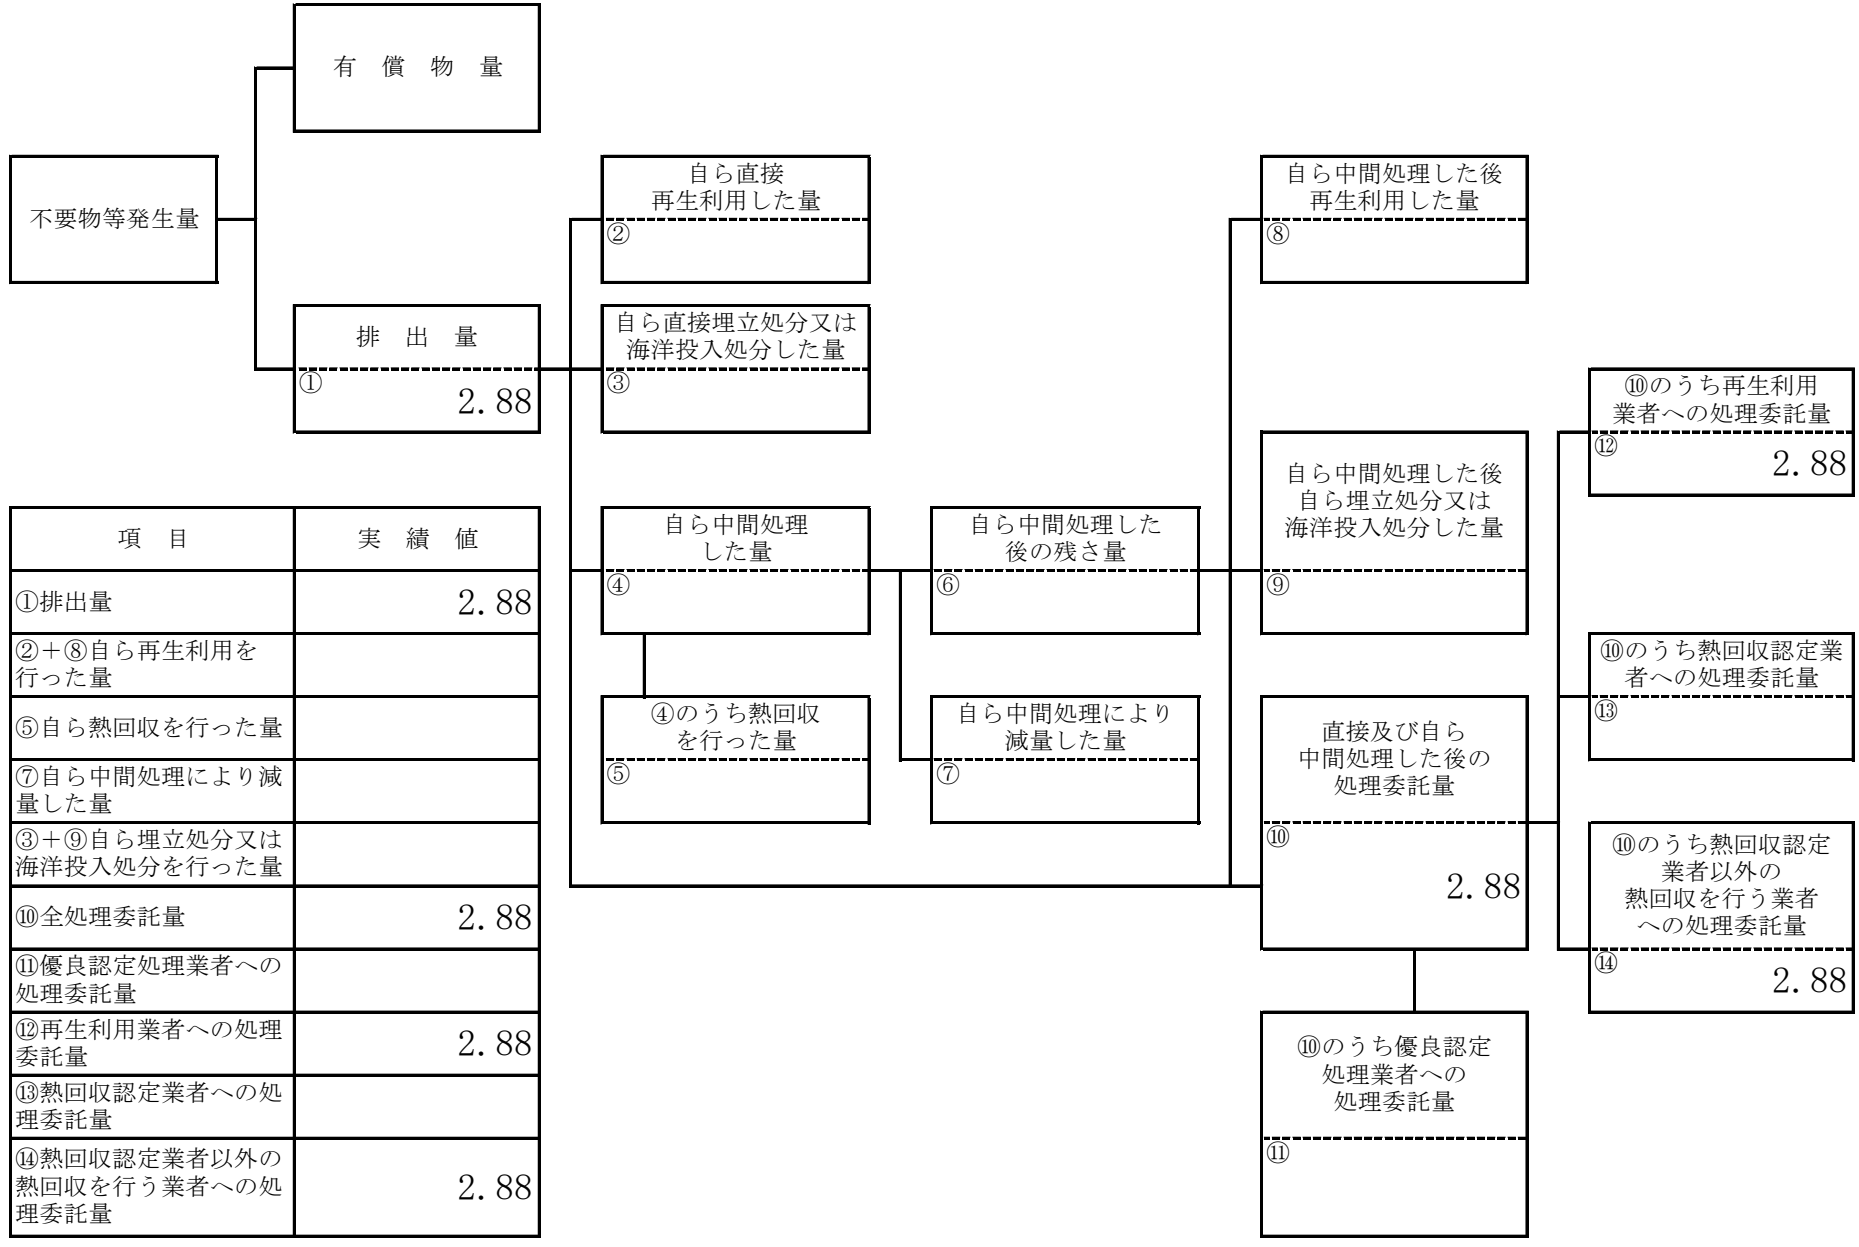 有　償　物　量
不要物等発生量
排　出　量
①
2.88
自ら直接
再生利用した量
②
自ら直接埋立処分又は
海洋投入処分した量
③
自ら中間処理
した量
④
④のうち熱回収
を行った量
⑤
自ら中間処理した
後の残さ量
⑥
自ら中間処理により
減量した量
⑦
自ら中間処理した後
再生利用した量
⑧
自ら中間処理した後
自ら埋立処分又は
海洋投入処分した量
⑨
直接及び自ら
中間処理した後の
処理委託量
⑩
2.88
⑩のうち優良認定
処理業者への
処理委託量
⑪
⑩のうち再生利用
業者への処理委託量
⑫
2.88
⑩のうち熱回収認定業
者への処理委託量
⑬
⑩のうち熱回収認定
業者以外の
熱回収を行う業者
への処理委託量
⑭
2.88
項　目　実　績　値
①排出量 2.88
②＋⑧自ら再生利用を
行った量
⑤自ら熱回収を行った量
⑦自ら中間処理により減
量した量
③＋⑨自ら埋立処分又は
海洋投入処分を行った量
⑩全処理委託量 2.88
⑪優良認定処理業者への
処理委託量
⑫再生利用業者への処理
委託量
2.88
⑬熱回収認定業者への処
理委託量
⑭熱回収認定業者以外の
熱回収を行う業者への処
理委託量
2.88